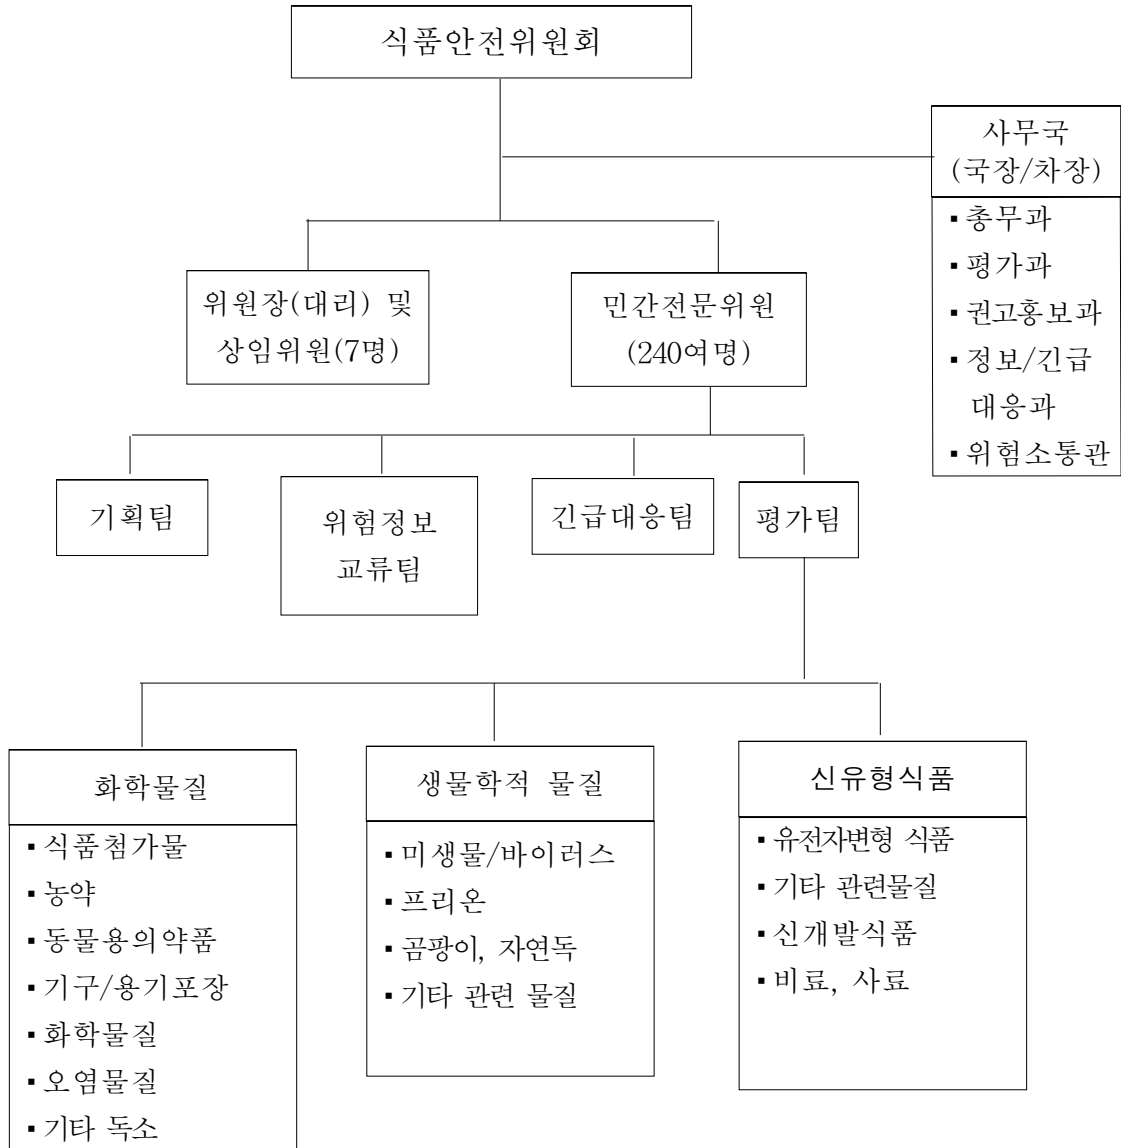 식품안전위원회
사무국
(국장/차장)
▪총무과
▪평가과
▪권고홍보과
▪정보/긴급
대응과
▪위험소통관
위원장(대리) 및
상임위원(7명)
민간전문위원
(240여명)
기획팀
위험정보
교류팀
긴급대응팀
평가팀
화학물질
▪식품첨가물
▪농약
▪동물용의약품
▪기구/용기포장
▪화학물질
▪오염물질
▪기타 독소
생물학적 물질
▪미생물/바이러스
▪프리온
▪곰팡이, 자연독
▪기타 관련 물질
신유형식품
▪유전자변형 식품
▪기타 관련물질
▪신개발식품
▪비료, 사료